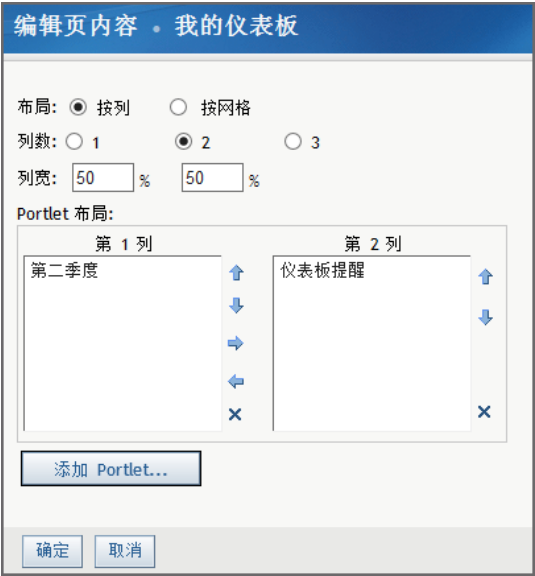 编辑页内容 • 我的仪表板
布局: 按列 按网格
列数: 1 2 3
列宽: 50 % 50 %
Portlet 布局:
第 1 列 第 2 列
第二季度 仪表板提醒
添加 Portlet...
确定 取消